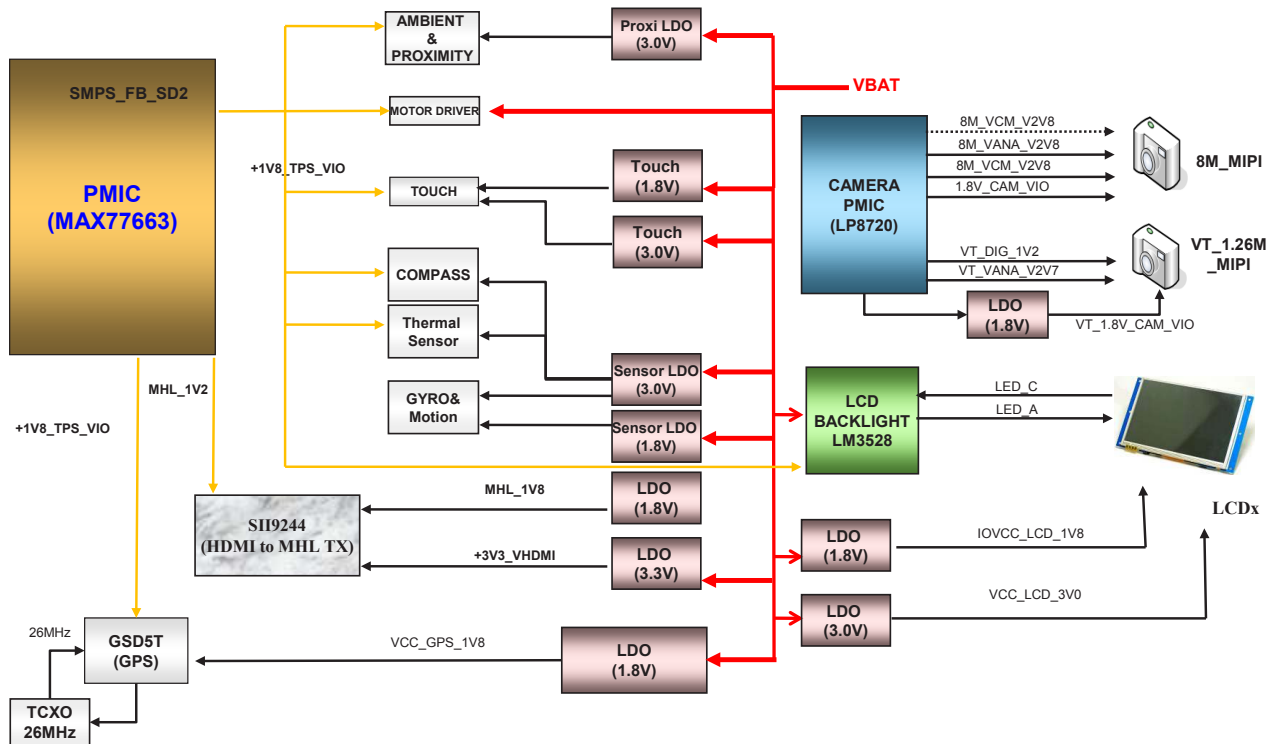 AMBIENT
&
PROXIMITY
Proxi LDO
(3.0V)
SMPS_FB_SD2
VBAT
MOTOR DRIVER
PMIC
(MAX77663)
+1V8_TPS_VIO
TOUCH
Touch
(1.8V)
Touch
(3.0V)
COMPASS
Thermal
Sensor
GYRO&
Motion
Sensor LDO
(3.0V)
Sensor LDO
(1.8V)
CAMERA
PMIC
(LP8720)
8M_VCM_V2V8
8M_VANA_V2V8
8M_VCM_V2V8
1.8V_CAM_VIO
8M_MIPI
VT_DIG_1V2
VT_VANA_V2V7
VT_1.26M
_MIPI
LDO
(1.8V)
VT_1.8V_CAM_VIO
LCD
BACKLIGHT
LM3528
LED_C
LED_A
LCDx
MHL_1V2
+1V8_TPS_VIO
SII9244
(HDMI to MHL TX)
MHL_1V8
LDO
(1.8V)
+3V3_VHDMI
LDO
(3.3V)
LDO
(1.8V)
IOVCC_LCD_1V8
LDO
(3.0V)
VCC_LCD_3V0
26MHz
GSD5T
(GPS)
VCC_GPS_1V8
LDO
(1.8V)
TCXO
26MHz